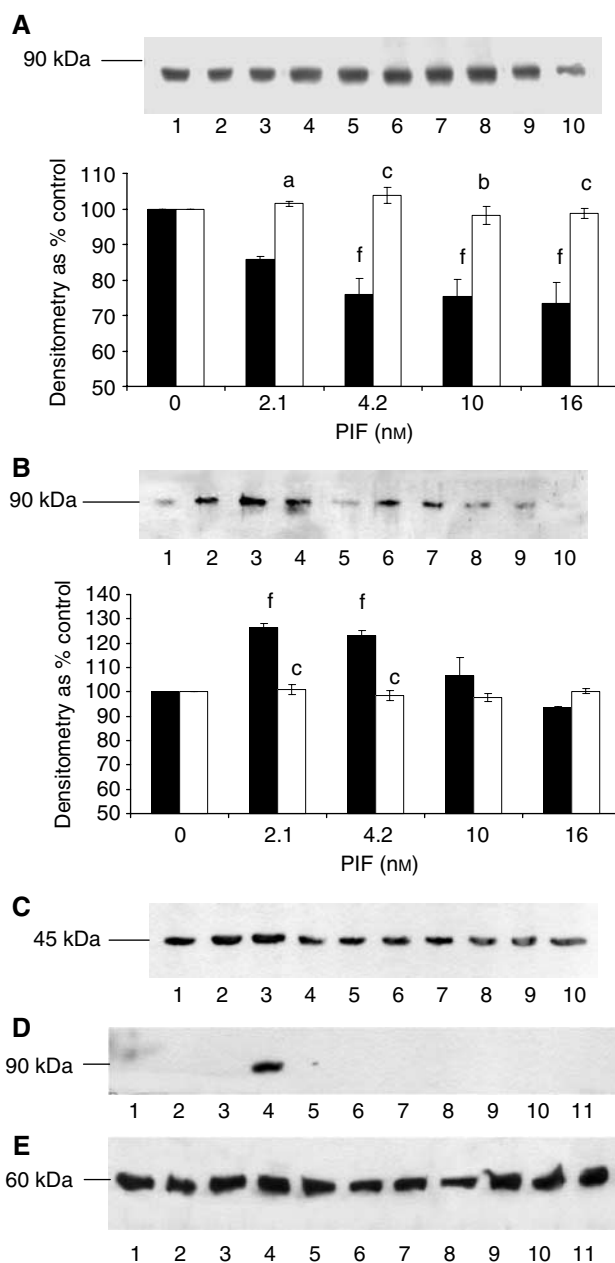 A
90 kDa
1 2 3 4 5 6 7 8 9 10
Densitometry as % control
110
100
90
80
70
60
50
a c b c
f f f
0 2.1 4.2 10 16
PIF (nM)
B
90 kDa
1 2 3 4 5 6 7 8 9 10
Densitometry as % control
140
130
120
110
100
90
80
70
60
50
f f
c c
0 2.1 4.2 10 16
PIF (nM)
C
45 kDa
1 2 3 4 5 6 7 8 9 10
D
90 kDa
1 2 3 4 5 6 7 8 9 10 11
E
60 kDa
1 2 3 4 5 6 7 8 9 10 11